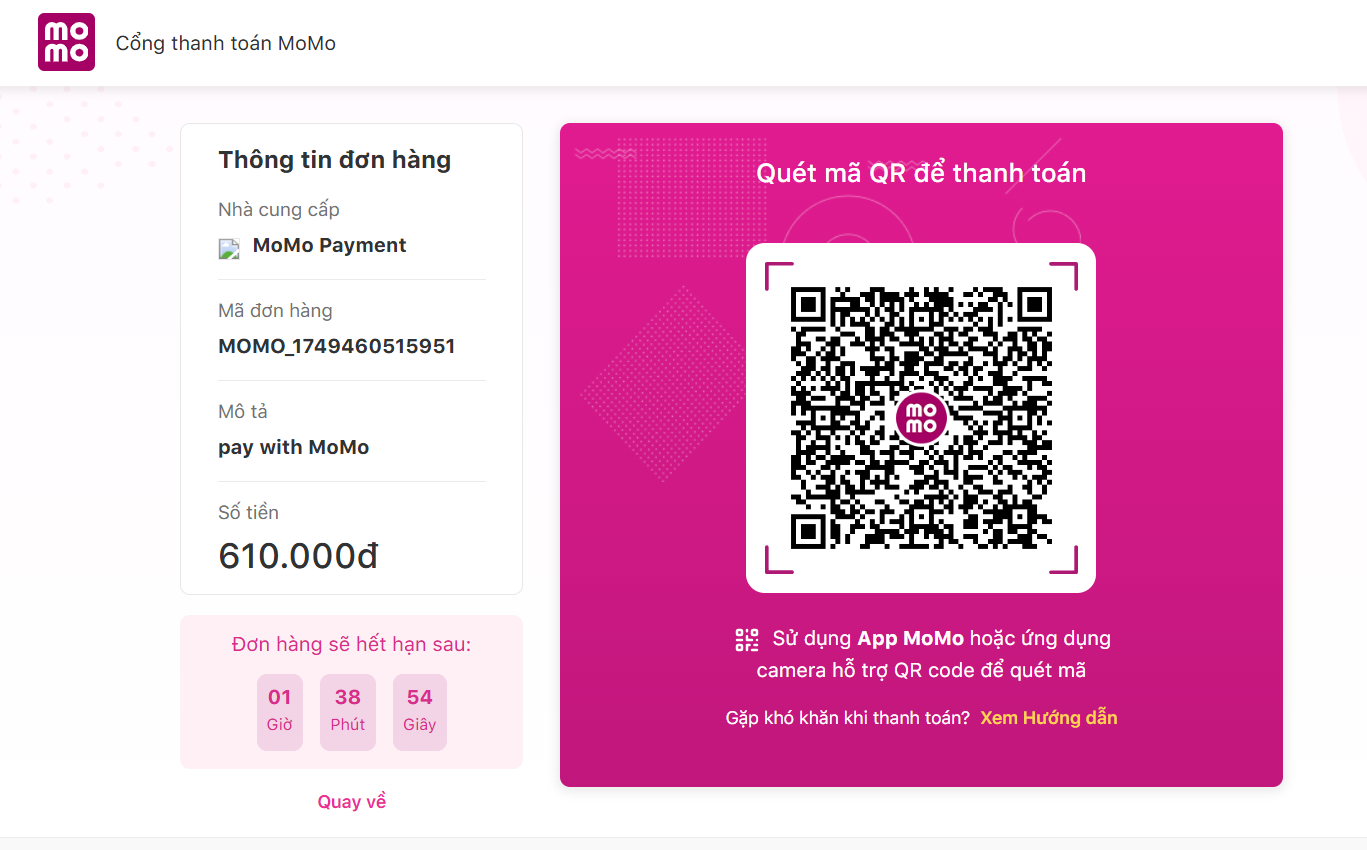 MOMO
Cổng thanh toán MoMo
Thông tin đơn hàng
Nhà cung cấp
MoMo Payment
Mã đơn hàng
MOMO_1749460515951
Mô tả
pay with MoMo
Số tiền
610.000đ
Đơn hàng sẽ hết hạn sau:
01 38 54
Giờ Phút Giây
Quay về
Quét mã QR để thanh toán
mo
mo
Sử dụng App MoMo hoặc ứng dụng
camera hỗ trợ QR code để quét mã
Gặp khó khăn khi thanh toán? Xem Hướng dẫn